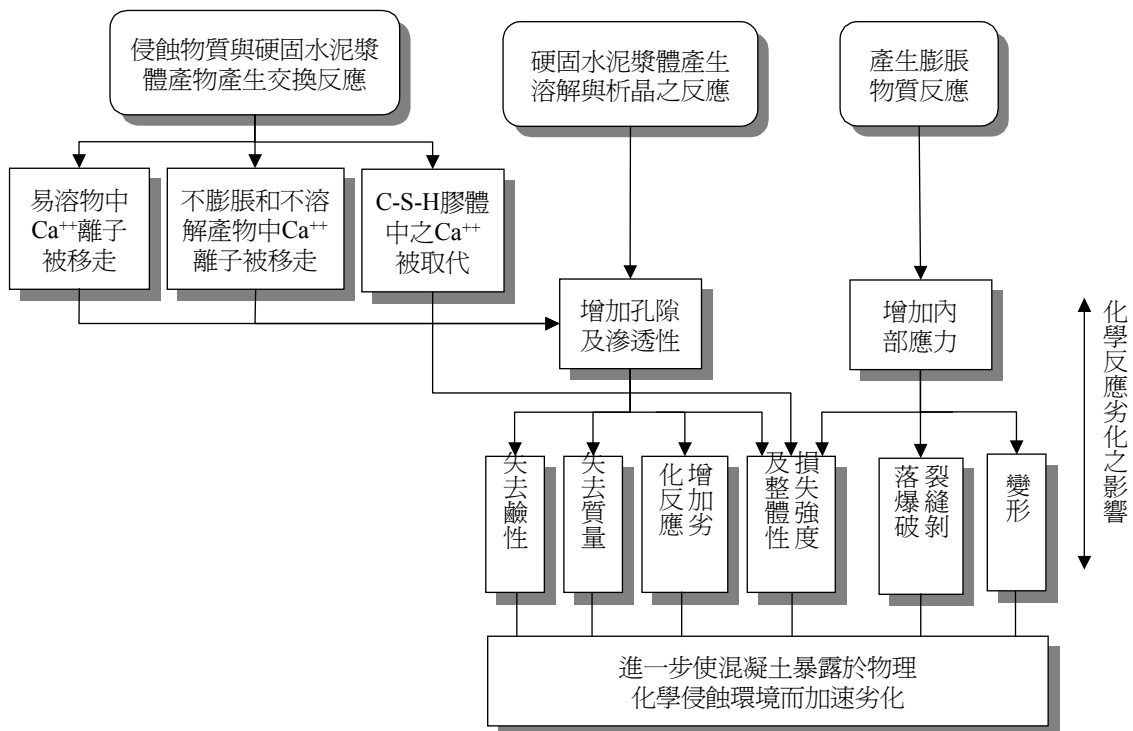 侵蝕物質與硬固水泥漿
體產物產生交換反應
硬固水泥漿體產生
溶解與析晶之反應
產生膨脹
物質反應
易溶物中
Ca⁺⁺離子
被移走
不膨脹和不溶
解產物中Ca⁺⁺
離子被移走
C-S-H膠體
中之Ca⁺⁺
被取代
增加孔隙
及滲透性
增加內
部應力
化學反應劣化之影響
失去鹼性
失去質量
增加劣
化反應
損失強度
及整體性
裂縫剝
落爆破
變形
進一步使混凝土暴露於物理
化學侵蝕環境而加速劣化